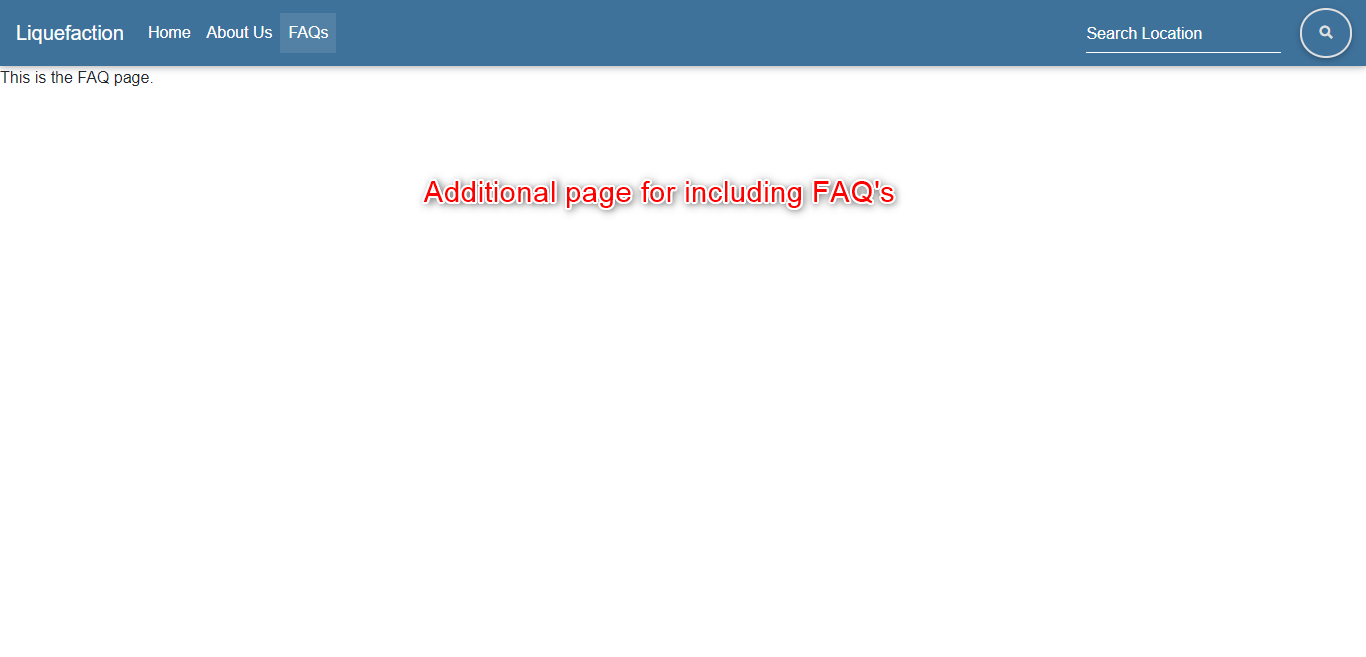 Liquefaction Home About Us FAQs Search Location
This is the FAQ page.
Additional page for including FAQ's